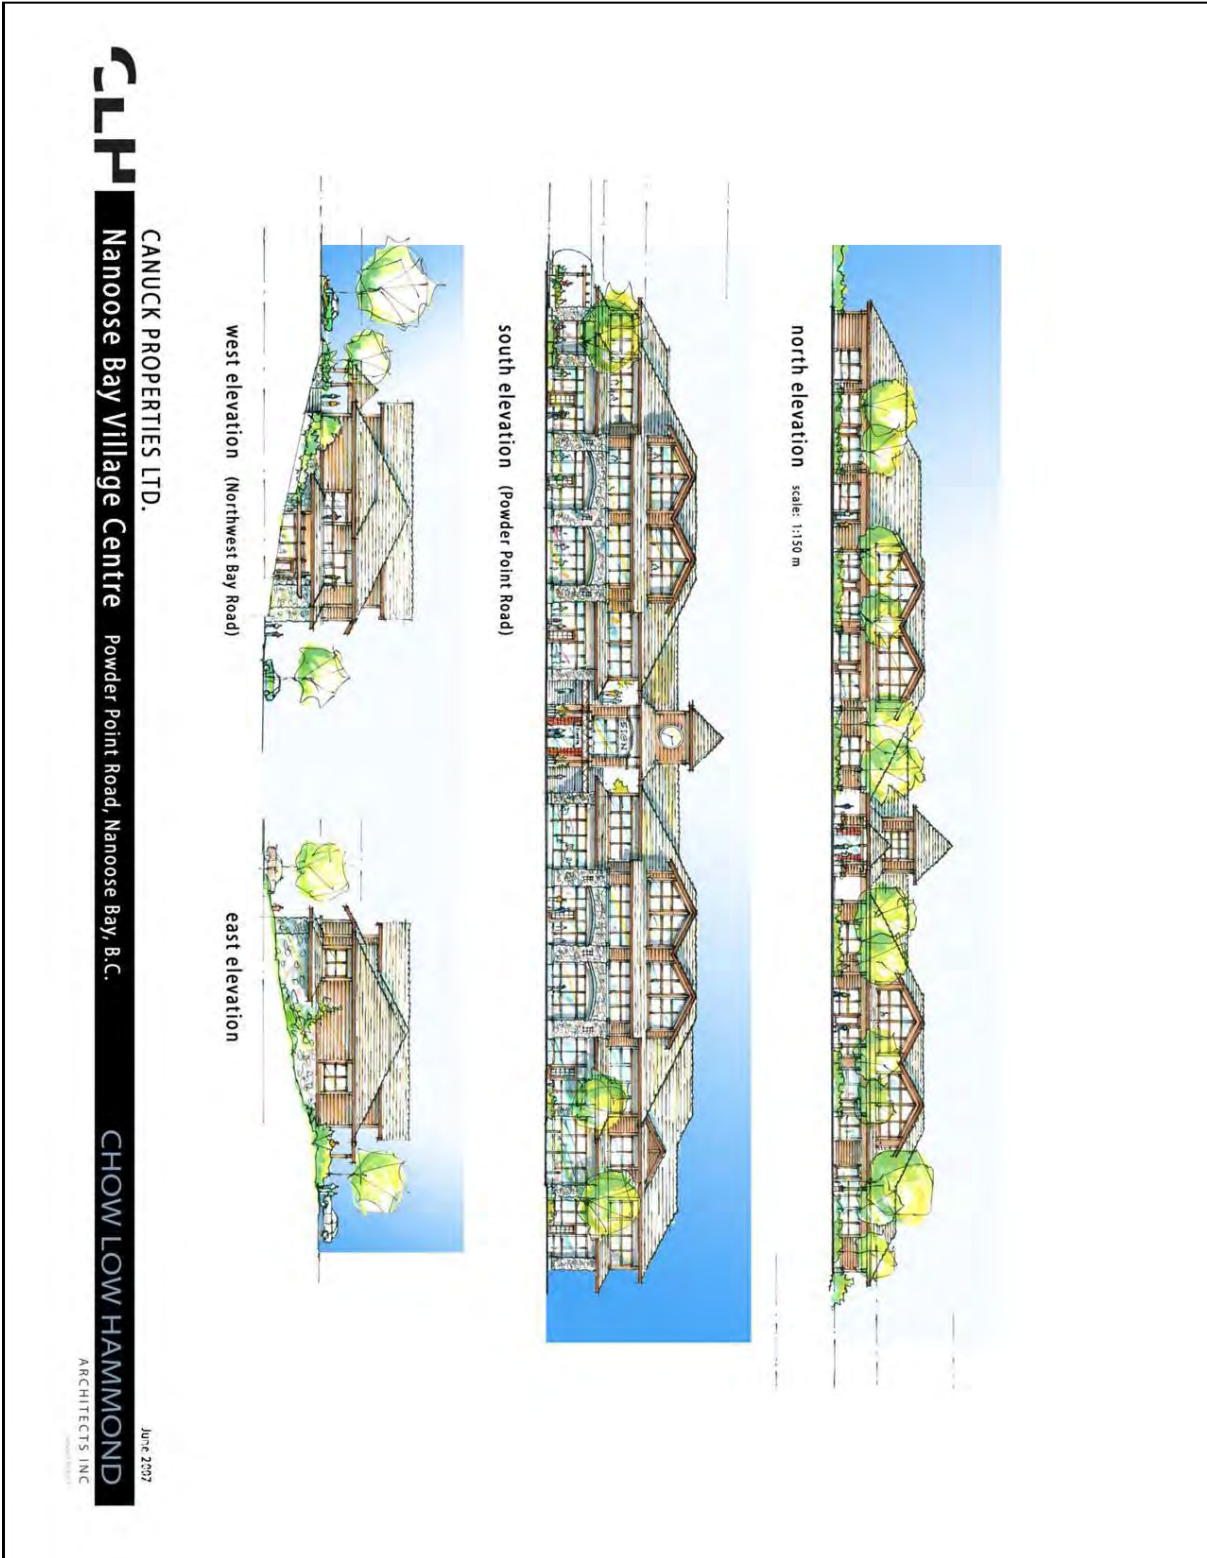 north elevation scale: 1:150 m
south elevation (Powder Point Road)
SIGN
west elevation (Northwest Bay Road)
east elevation
CANUCK PROPERTIES LTD.
June 2007
CLH
Nanoose Bay Village Centre Powder Point Road, Nanoose Bay, B.C.
CHOW LOW HAMMOND
ARCHITECTS INC